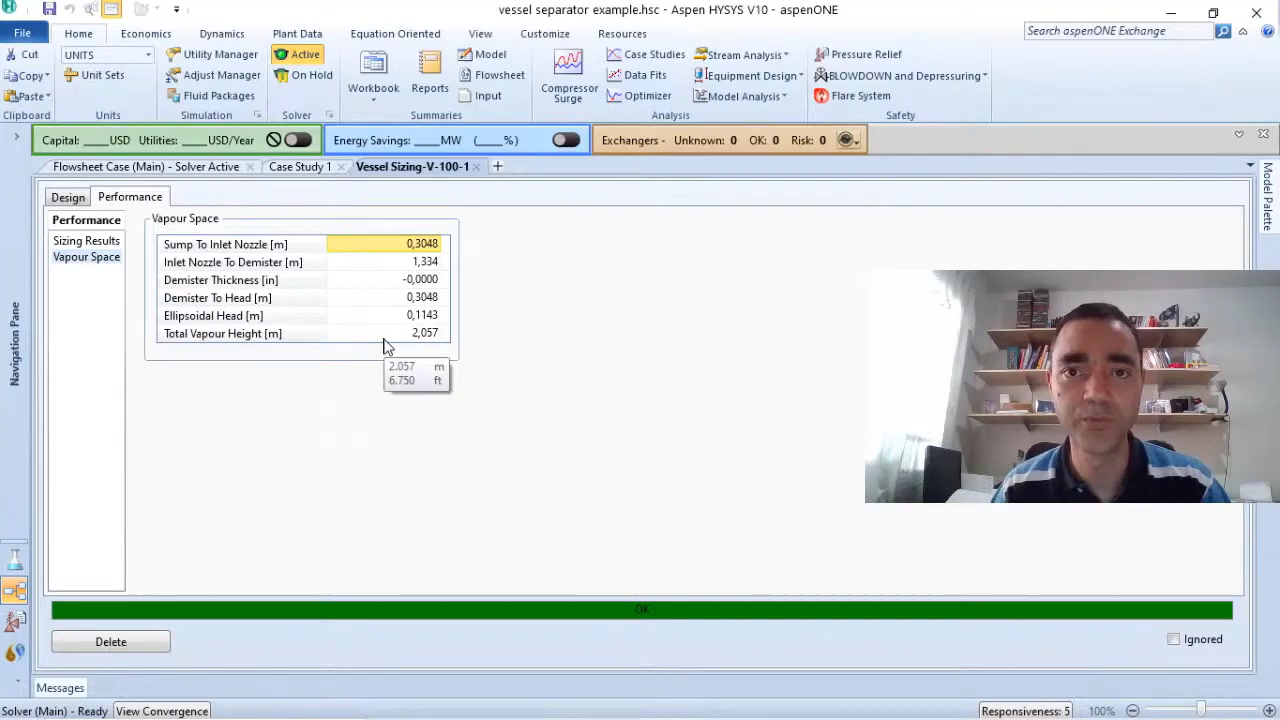 vessel separator example.hsc - Aspen HYSYS V10 - aspenONE
File Home Economics Dynamics Plant Data Equation Oriented View Customize Resources
Search aspenONE Exchange
Cut
Copy
Paste
Clipboard
UNITS
Unit Sets
Units
Utility Manager
Adjust Manager
Fluid Packages
Simulation
Active
On Hold
Solver
Workbook
Reports
Model
Flowsheet
Input
Summaries
Compressor
Surge
Case Studies
Data Fits
Optimizer
Stream Analysis
Equipment Design
Model Analysis
Analysis
Pressure Relief
BLOWDOWN and Depressuring
Flare System
Safety
Capital: ____ USD Utilities: ____ USD/Year
Energy Savings: ____ MW (____ %)
Exchangers - Unknown: 0 OK: 0 Risk: 0
Flowsheet Case (Main) - Solver Active
Case Study 1
Vessel Sizing-V-100-1
Model Palette
Navigation Pane
Design Performance
Performance
Sizing Results
Vapour Space
Vapour Space
Sump To Inlet Nozzle [m] 0,3048
Inlet Nozzle To Demister [m] 1,334
Demister Thickness [in] -0,0000
Demister To Head [m] 0,3048
Ellipsoidal Head [m] 0,1143
Total Vapour Height [m] 2,057
2.057 m
6.750 ft
OK
Delete
Ignored
Messages
Solver (Main) - Ready View Convergence
Responsiveness: 5 100%